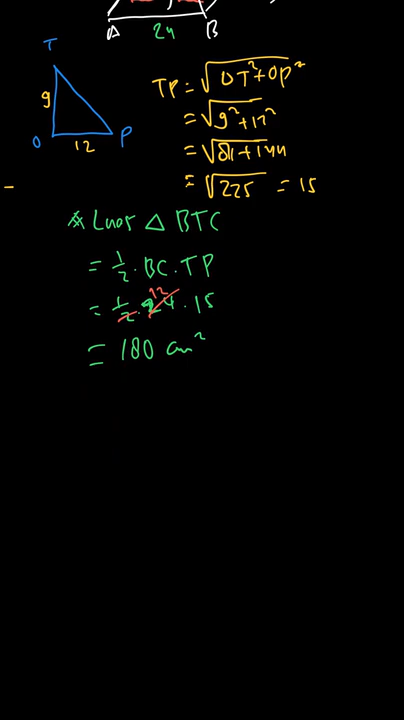 A 24 B
T
9
O 12 P
TP = √OT²+OP²
= √9²+12²
= √81+144
= √225 = 15
* Luas △ BTC
= 1/2 . BC . TP
= 1/2 . 24 . 15
12
= 180 cm²